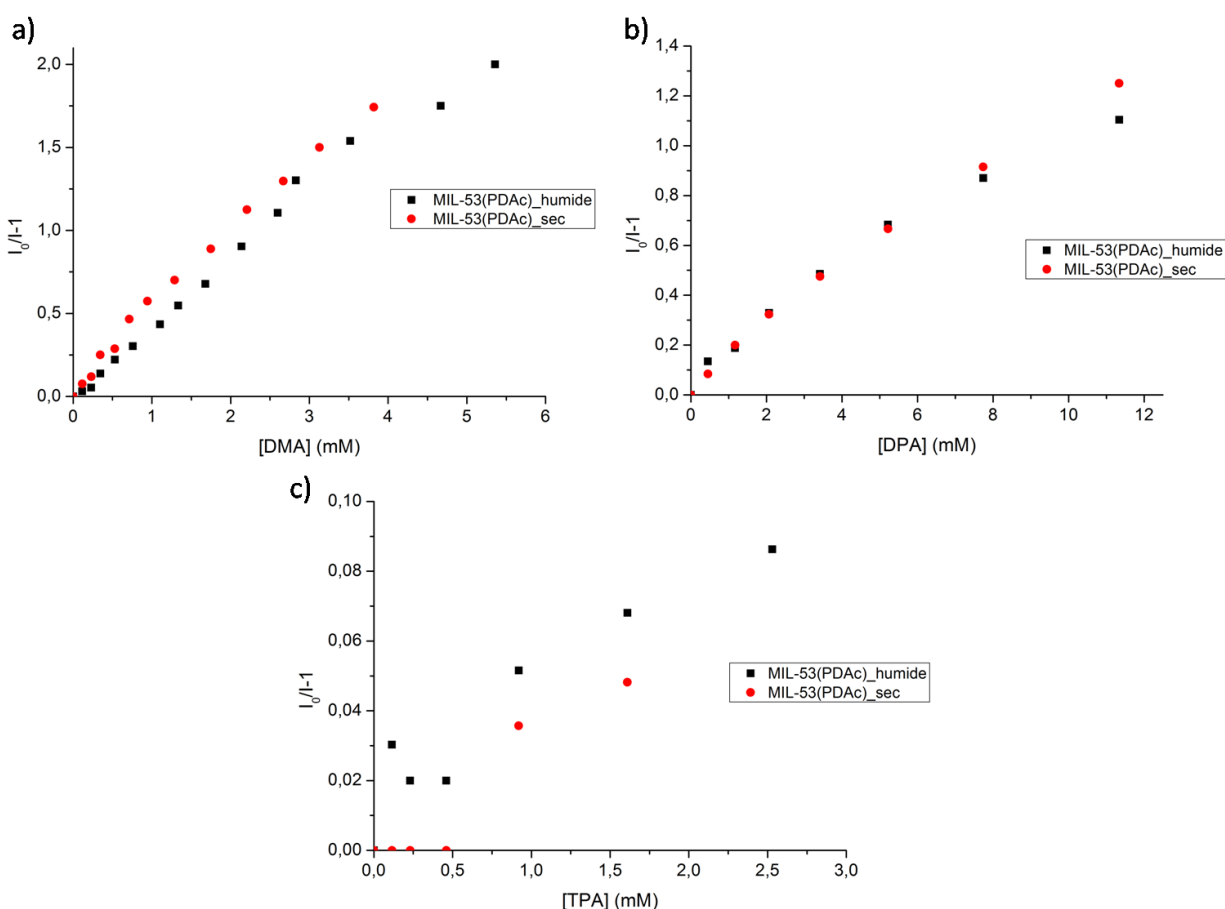 a)
2,0
1,5
1,0
0,5
0,0
I₀/I-1
0 1 2 3 4 5 6
[DMA] (mM)
MIL-53(PDAc)_humide
MIL-53(PDAc)_sec
b)
1,4
1,2
1,0
0,8
0,6
0,4
0,2
0,0
I₀/I-1
0 2 4 6 8 10 12
[DPA] (mM)
MIL-53(PDAc)_humide
MIL-53(PDAc)_sec
c)
0,10
0,08
0,06
0,04
0,02
0,00
I₀/I-1
0,0 0,5 1,0 1,5 2,0 2,5 3,0
[TPA] (mM)
MIL-53(PDAc)_humide
MIL-53(PDAc)_sec